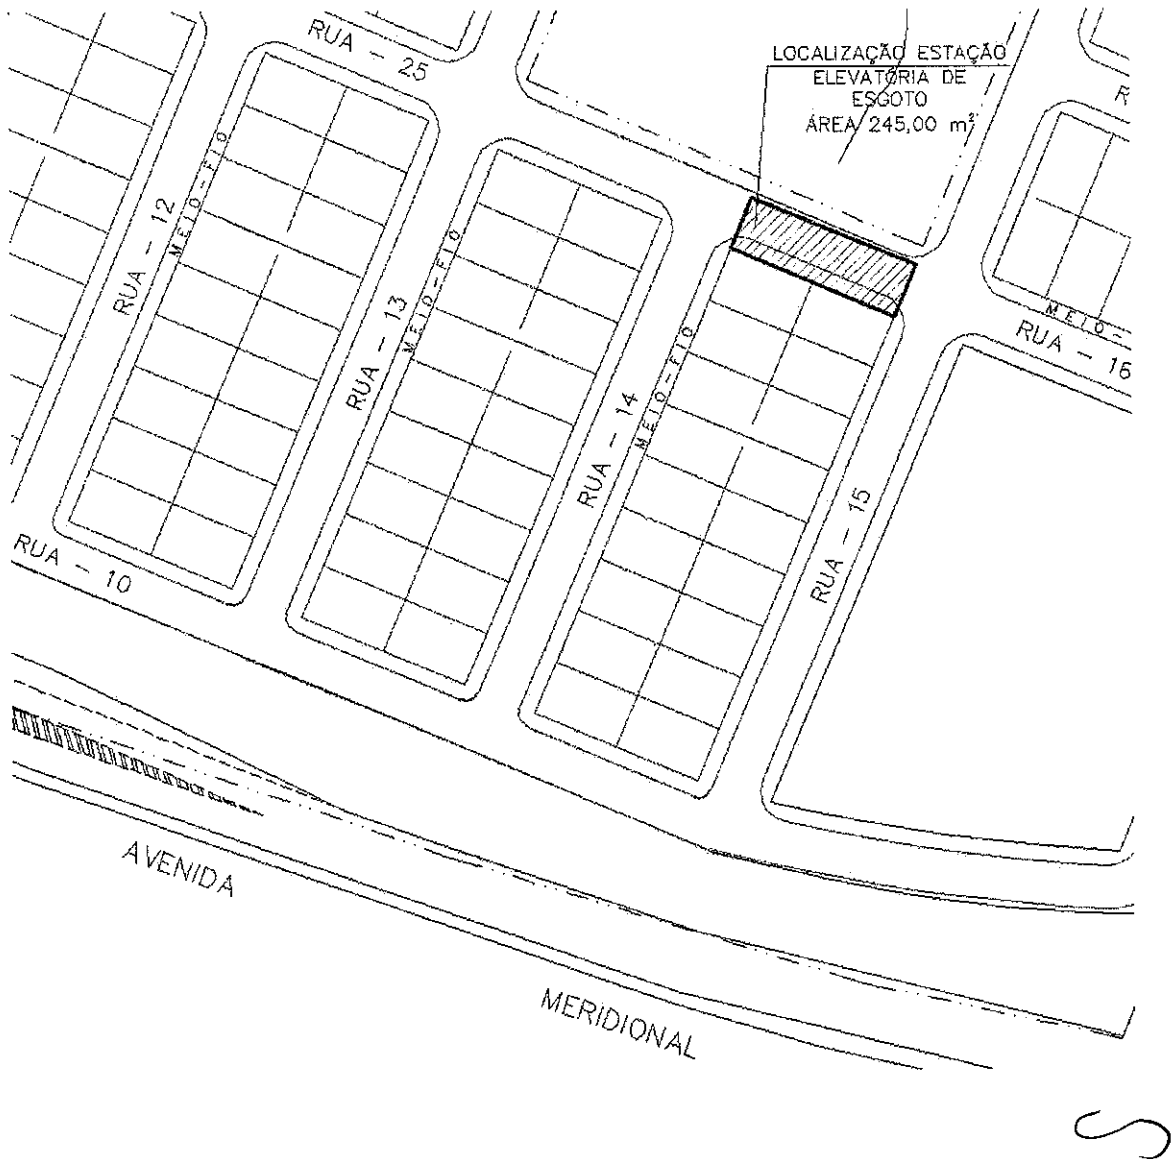 RUA - 25
LOCALIZAÇÃO ESTAÇÃO
ELEVATÓRIA DE
ESGOTO
ÁREA 245,00 m²
R
RUA - 12
MEIO-FIO
RUA - 13
MEIO-FIO
RUA - 14
MEIO-FIO
RUA - 15
MEIO-
RUA - 16
RUA - 10
AVENIDA
MERIDIONAL